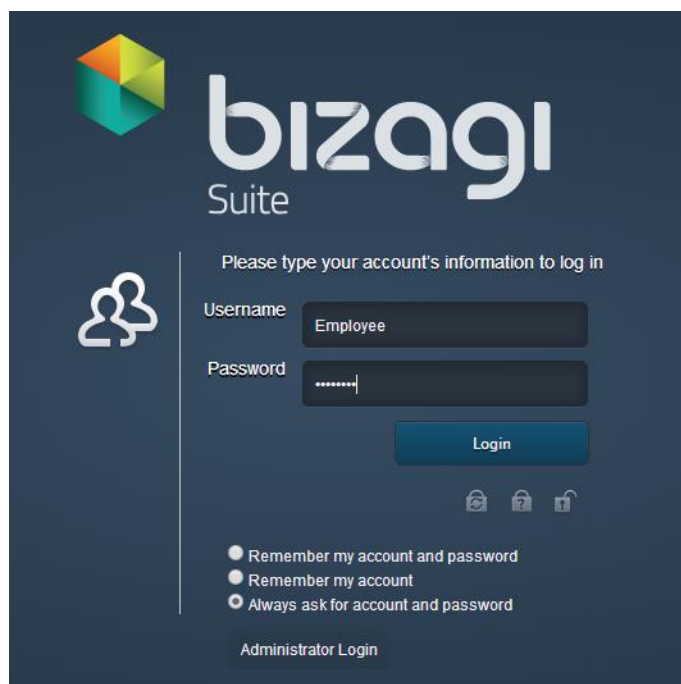 bizagi
Suite
Please type your account's information to log in
Username
Employee
Password
••••••••
Login
Remember my account and password
Remember my account
Always ask for account and password
Administrator Login